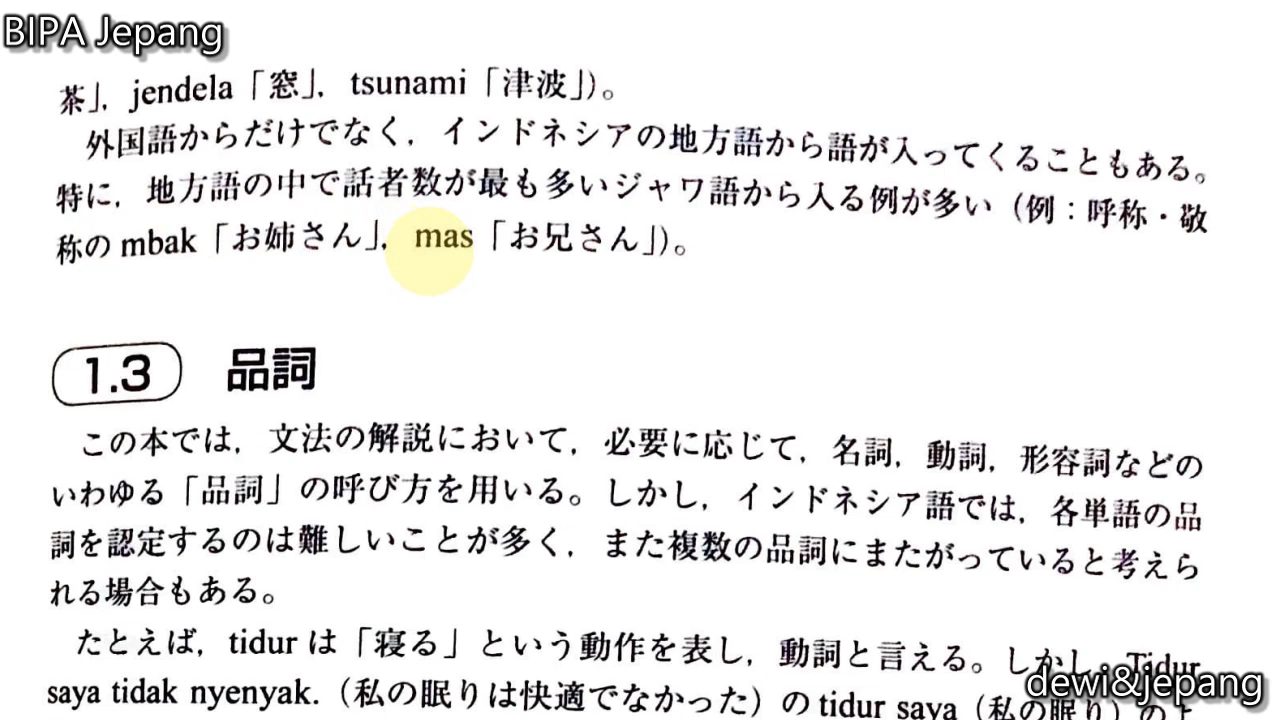 BIPA Jepang
茶」，jendela「窓」，tsunami「津波」）。
外国語からだけでなく，インドネシアの地方語から語が入ってくることもある。
特に，地方語の中で話者数が最も多いジャワ語から入る例が多い（例：呼称・敬
称の mbak「お姉さん」，mas「お兄さん」）。
1.3 品詞
この本では，文法の解説において，必要に応じて，名詞，動詞，形容詞などの
いわゆる「品詞」の呼び方を用いる。しかし，インドネシア語では，各単語の品
詞を認定するのは難しいことが多く，また複数の品詞にまたがっていると考えら
れる場合もある。
たとえば，tidur は「寝る」という動作を表し，動詞と言える。しかし，Tidur
saya tidak nyenyak.（私の眠りは快適でなかった）の tidur saya（私の眠り）のよ
dewi&jepang